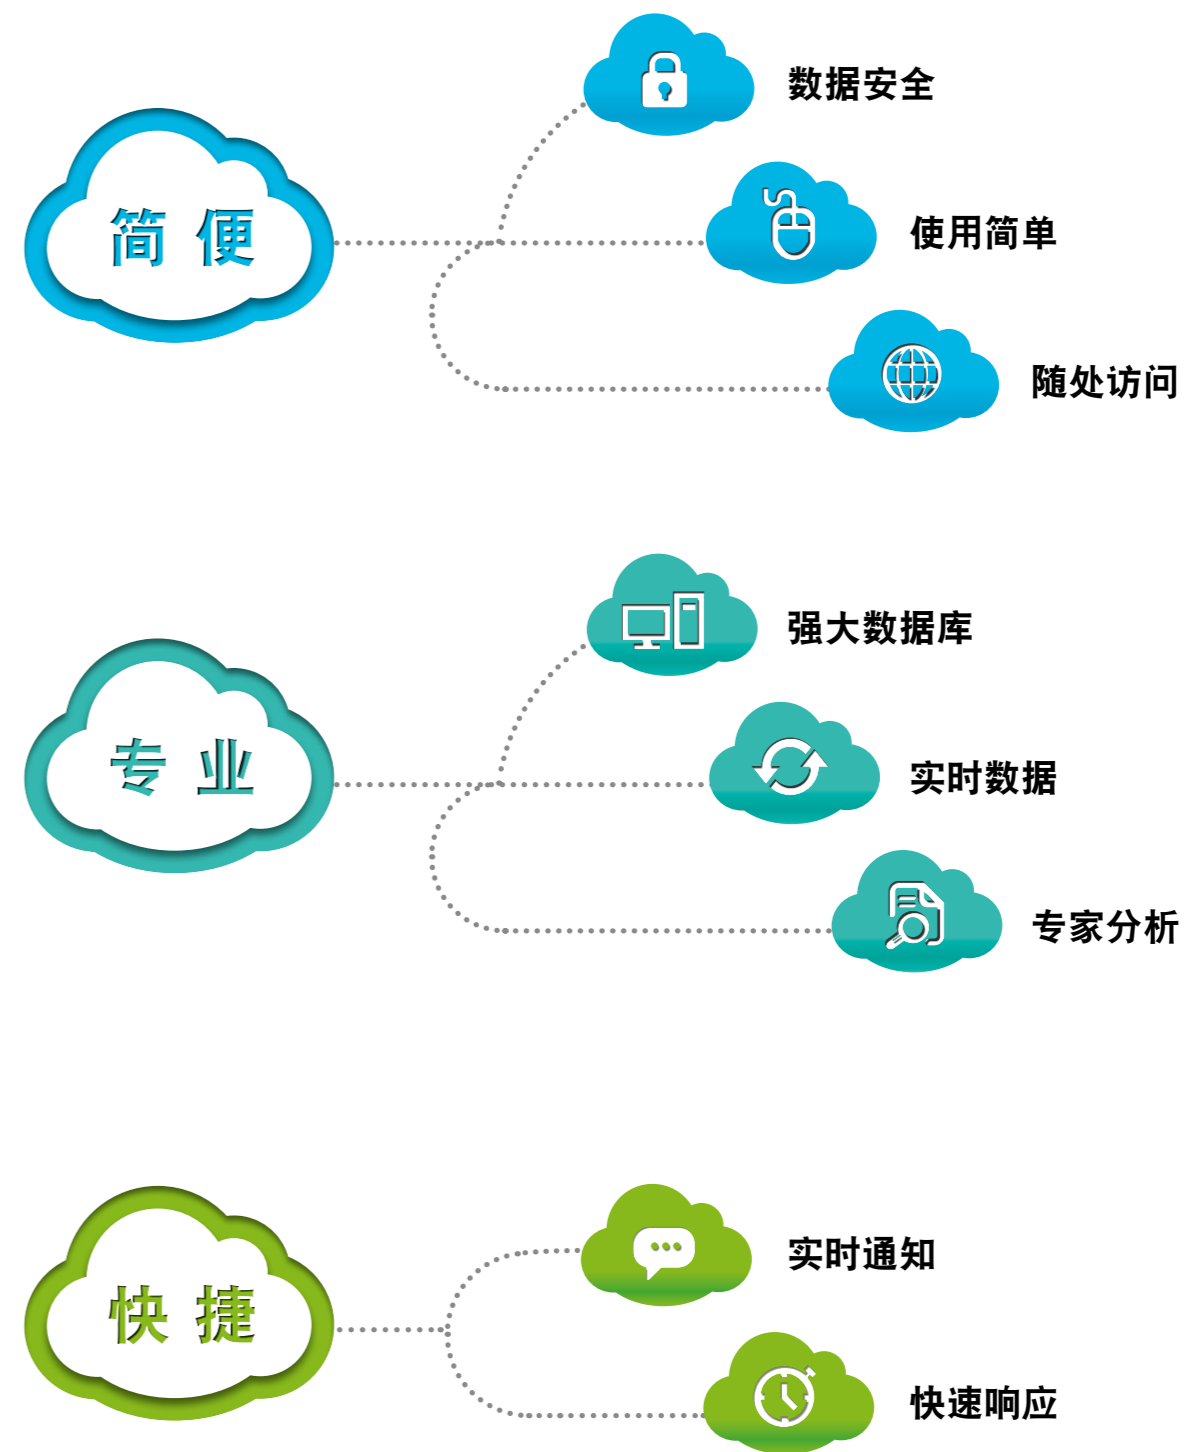 数据安全
简便
使用简单
随处访问
强大数据库
专业
实时数据
专家分析
实时通知
快捷
快速响应